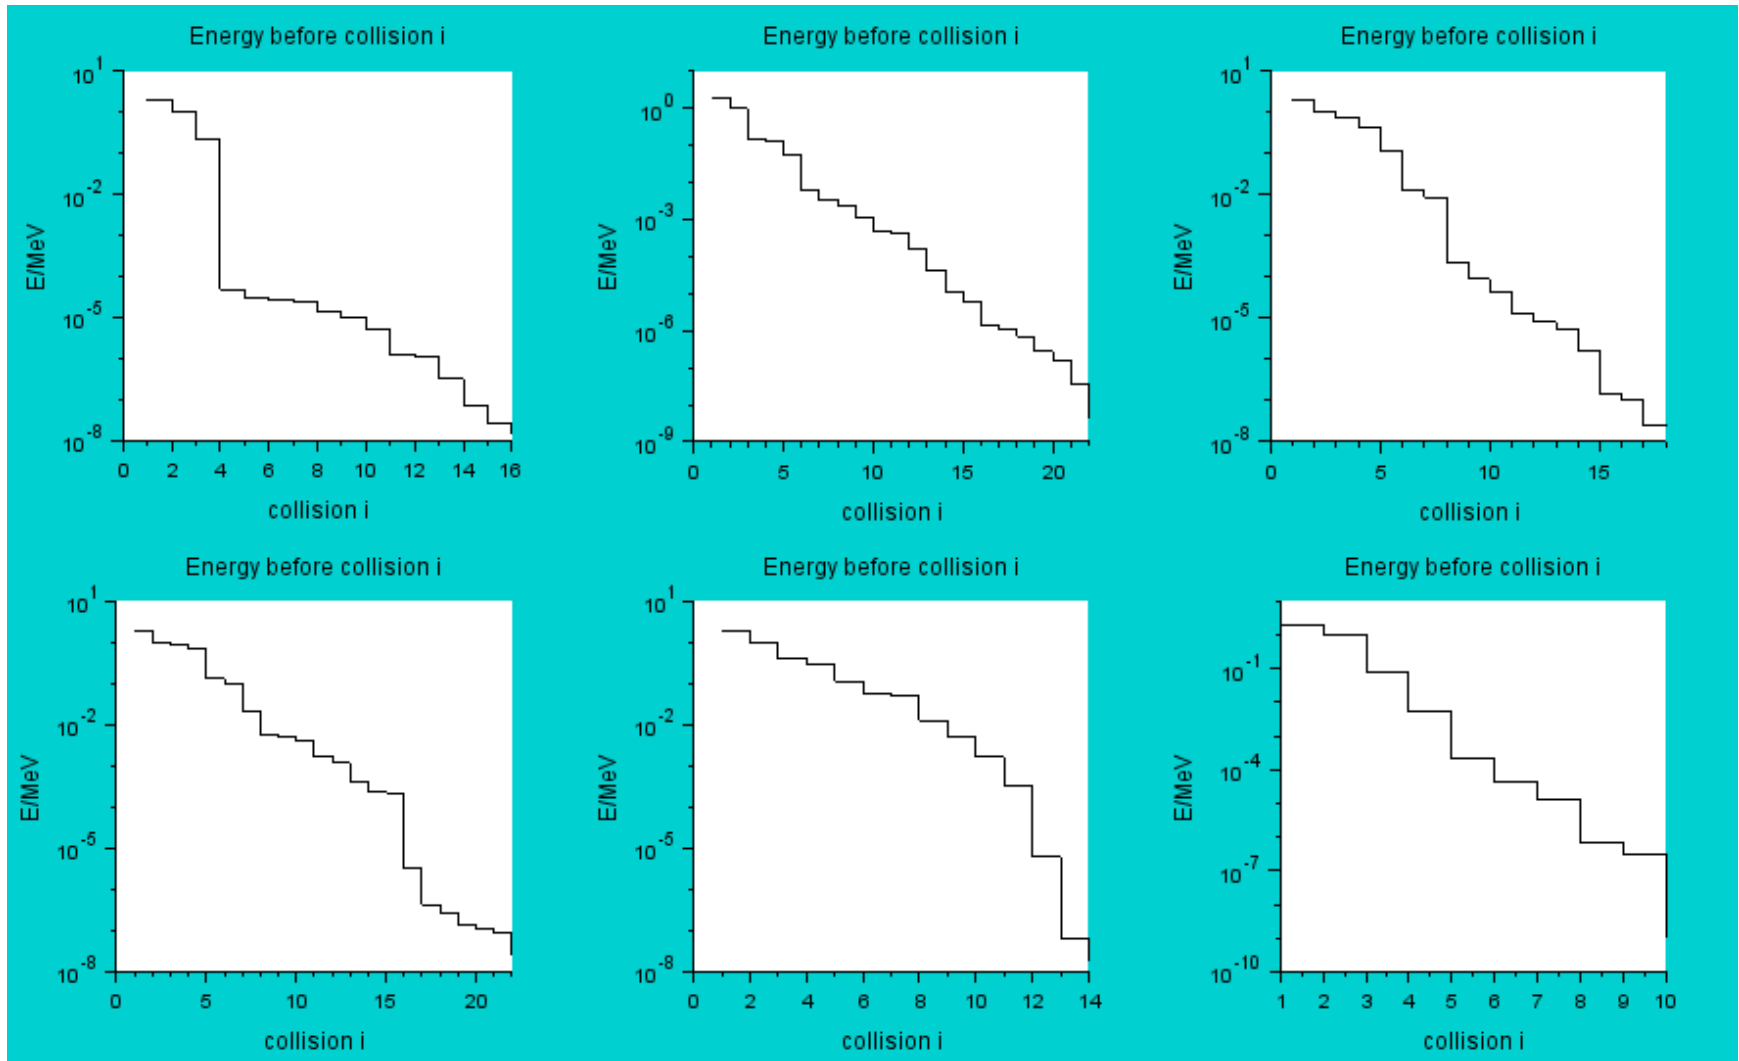 Energy before collision i
Energy before collision i
Energy before collision i
10^1
10^-2
10^-5
10^-8
E/MeV
0 2 4 6 8 10 12 14 16
collision i
10^0
10^-3
10^-6
10^-9
E/MeV
0 5 10 15 20
collision i
10^1
10^-2
10^-5
10^-8
E/MeV
0 5 10 15
collision i
Energy before collision i
Energy before collision i
Energy before collision i
10^1
10^-2
10^-5
10^-8
E/MeV
0 5 10 15 20
collision i
10^1
10^-2
10^-5
10^-8
E/MeV
0 2 4 6 8 10 12 14
collision i
10^-1
10^-4
10^-7
10^-10
E/MeV
1 2 3 4 5 6 7 8 9 10
collision i